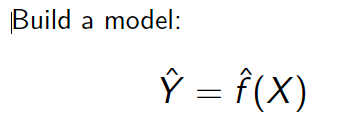 Build a model:
Ŷ = f̂(X)